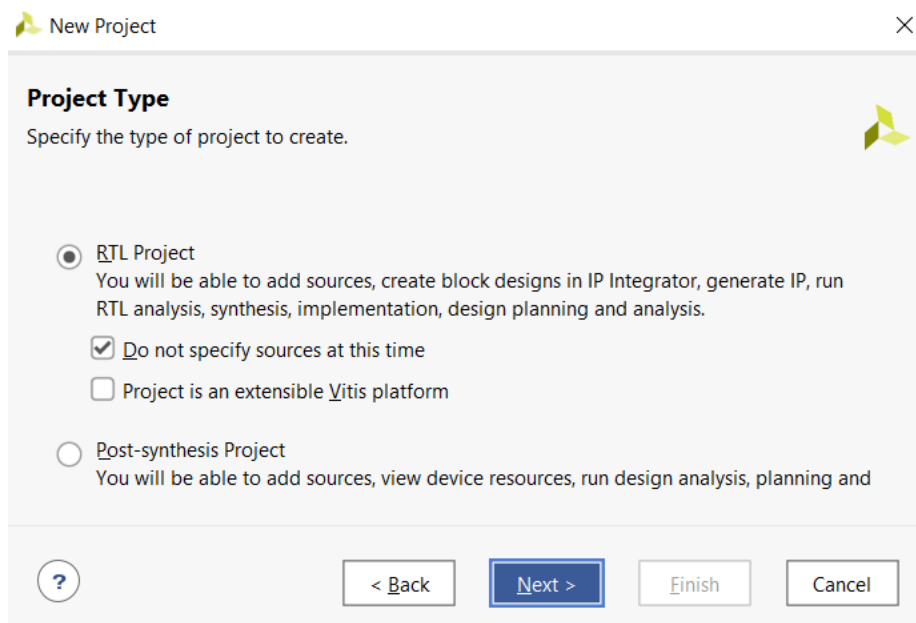 New Project
Project Type
Specify the type of project to create.
RTL Project
You will be able to add sources, create block designs in IP Integrator, generate IP, run
RTL analysis, synthesis, implementation, design planning and analysis.
Do not specify sources at this time
Project is an extensible Vitis platform
Post-synthesis Project
You will be able to add sources, view device resources, run design analysis, planning and
?
< Back
Next >
Finish
Cancel